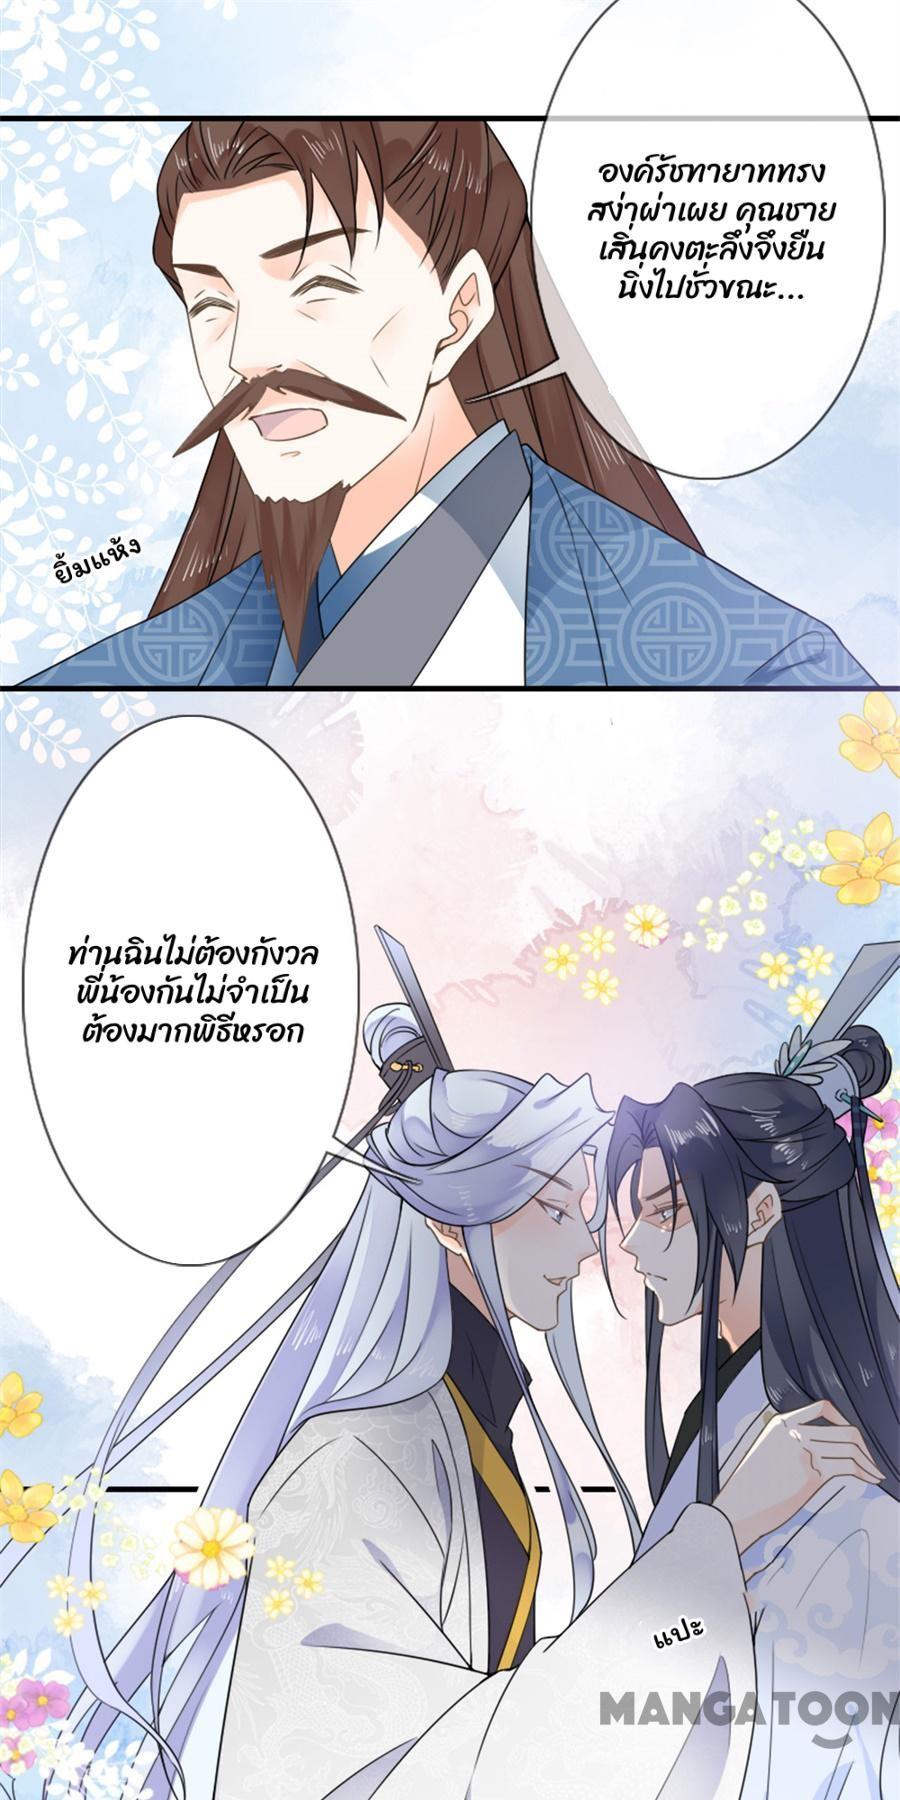 องค์รัชทายาททรง
สง่าผ่าเผย คุณชาย
เสิ่นคงตะลึงจึงยืน
นิ่งไปชั่วขณะ...
ยิ้มแห้ง
ท่านฉินไม่ต้องกังวล
พี่น้องกันไม่จำเป็น
ต้องมากพิธีหรอก
แปะ
MANGATOON